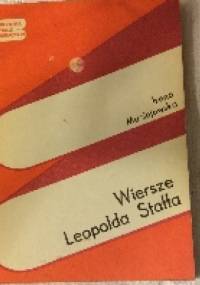 Irena
Maciejewska
Wiersze
Leopolda Staffa